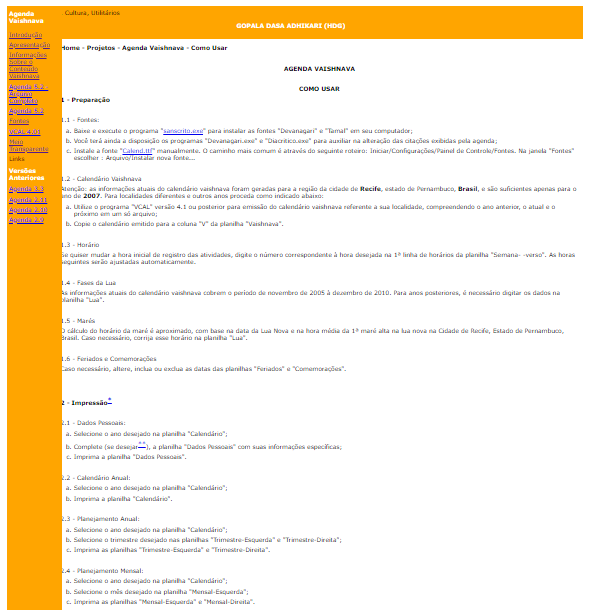 Cultura, Utilitários
GOPALA DASA ADHIKARI (HDG)
Agenda
Vaishnava
Introdução
Apresentação
Informações
Sobre o
Conteúdo
Vaishnava
Agenda 5.2 -
Arquivo
Completo
Agenda 5.2
Fontes
VCAL 4.01
Meio
Transparente
Links
Versões
Anteriores
Agenda 3.3
Agenda 2.11
Agenda 2.10
Agenda 2.9
Home - Projetos - Agenda Vaishnava - Como Usar
AGENDA VAISHNAVA
COMO USAR
1 - Preparação
1.1 - Fontes:
a. Baixe e execute o programa "sanscrito.exe" para instalar as fontes "Devanagari" e "Tamal" em seu computador;
b. Você terá ainda a disposição os programas "Devanagari.exe" e "Diacritico.exe" para auxiliar na alteração das citações exibidas pela agenda;
c. Instale a fonte "Calend.ttf" manualmente. O caminho mais comum é através do seguinte roteiro: Iniciar/Configurações/Painel de Controle/Fontes. Na janela "Fontes"
escolher : Arquivo/Instalar nova fonte...
1.2 - Calendário Vaishnava
Atenção: as informações atuais do calendário vaishnava foram geradas para a região da cidade de Recife, estado de Pernambuco, Brasil, e são suficientes apenas para o
ano de 2007. Para localidades diferentes e outros anos proceda como indicado abaixo:
a. Utilize o programa "VCAL" versão 4.1 ou posterior para emissão do calendário vaishnava referente a sua localidade, compreendendo o ano anterior, o atual e o
próximo em um só arquivo;
b. Copie o calendário emitido para a coluna "V" da planilha "Vaishnava".
1.3 - Horário
Se quiser mudar a hora inicial de registro das atividades, digite o número correspondente à hora desejada na 1ª linha de horários da planilha "Semana- -verso". As horas
seguintes serão ajustadas automaticamente.
1.4 - Fases da Lua
As informações atuais do calendário vaishnava cobrem o período de novembro de 2005 à dezembro de 2010. Para anos posteriores, é necessário digitar os dados na
planilha "Lua".
1.5 - Marés
O cálculo do horário da maré é aproximado, com base na data da Lua Nova e na hora média da 1ª maré alta na lua nova na Cidade de Recife, Estado de Pernambuco,
Brasil. Caso necessário, corrija esse horário na planilha "Lua".
1.6 - Feriados e Comemorações
Caso necessário, altere, inclua ou exclua as datas das planilhas "Feriados" e "Comemorações".
2 - Impressão*
2.1 - Dados Pessoais:
a. Selecione o ano desejado na planilha "Calendário";
b. Complete (se desejar**), a planilha "Dados Pessoais" com suas informações específicas;
c. Imprima a planilha "Dados Pessoais".
2.2 - Calendário Anual:
a. Selecione o ano desejado na planilha "Calendário";
b. Imprima a planilha "Calendário".
2.3 - Planejamento Anual:
a. Selecione o ano desejado na planilha "Calendário";
b. Selecione o trimestre desejado nas planilhas "Trimestre-Esquerda" e "Trimestre-Direita";
c. Imprima as planilhas "Trimestre-Esquerda" e "Trimestre-Direita".
2.4 - Planejamento Mensal:
a. Selecione o ano desejado na planilha "Calendário";
b. Selecione o mês desejado na planilha "Mensal-Esquerda";
c. Imprima as planilhas "Mensal-Esquerda" e "Mensal-Direita".